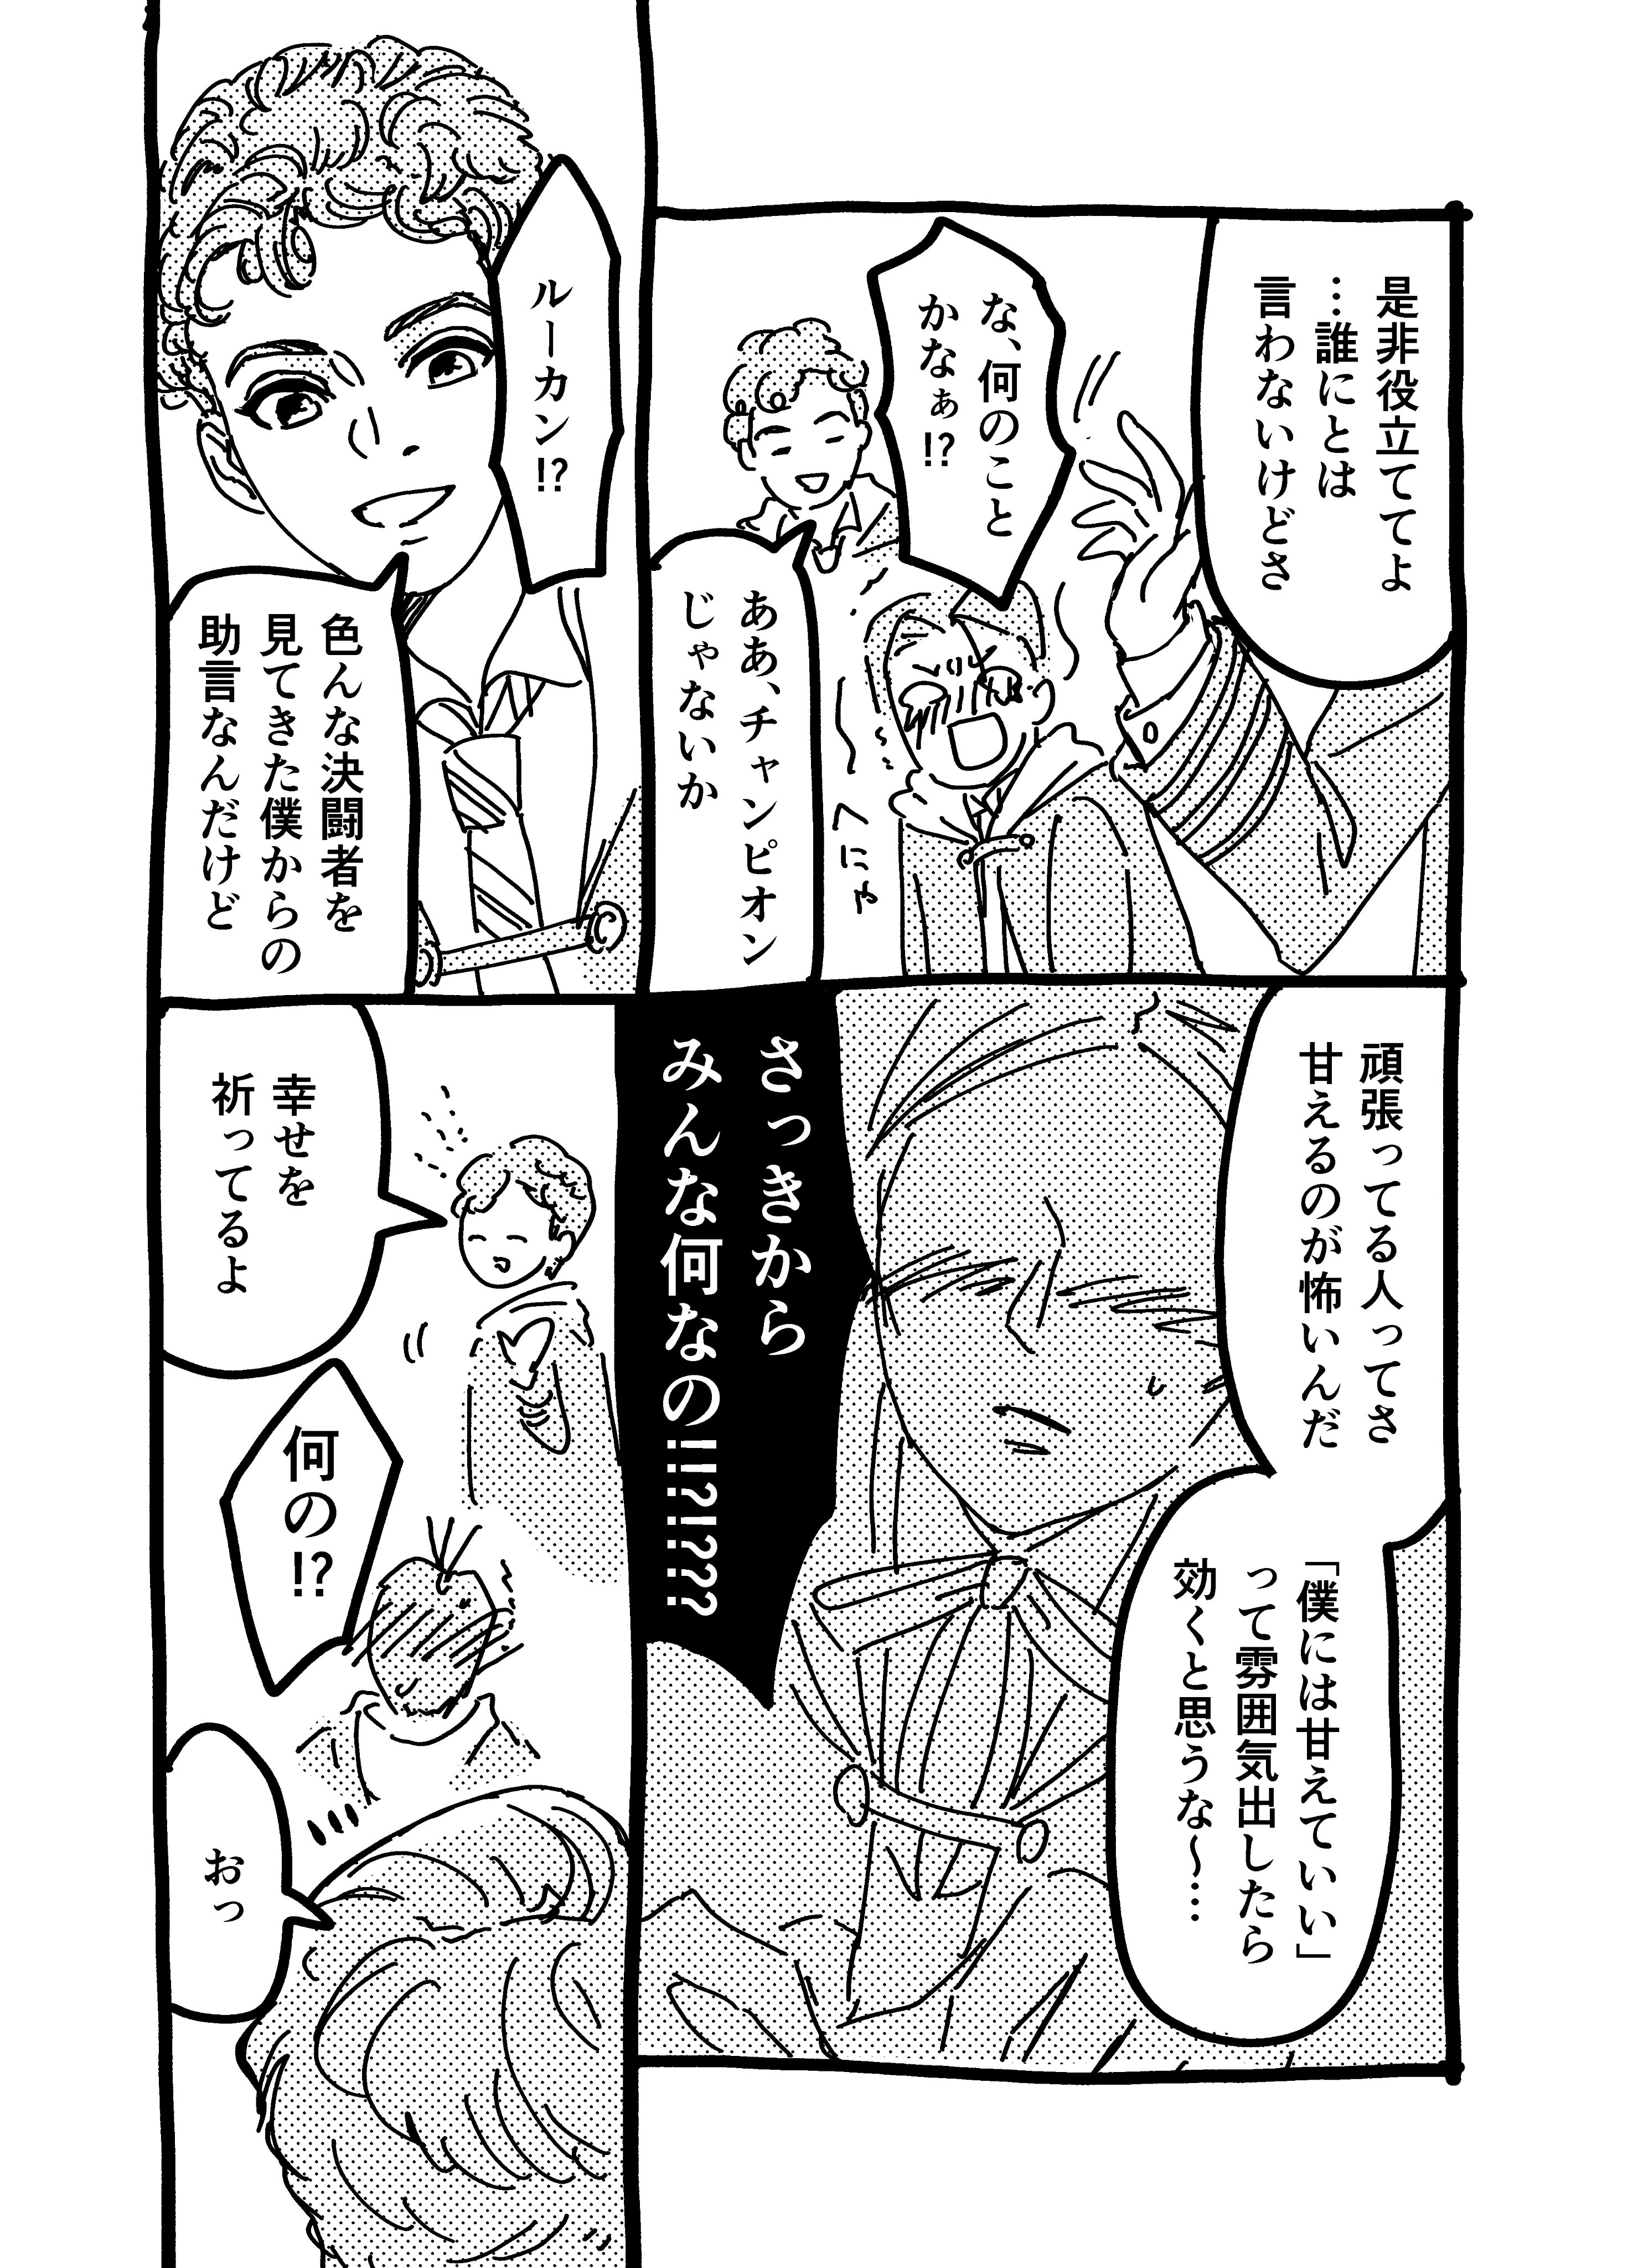 是非役立ててよ
…誰にとは
言わないけどさ
な、何のこと
かなぁ!?
へにゃ
ああ、チャンピオン
じゃないか
ルーカン!?
色んな決闘者を
見てきた僕からの
助言なんだけど
頑張ってる人ってさ
甘えるのが怖いんだ
「僕には甘えていい」
って雰囲気出したら
効くと思うな～…
さっきから
みんな何なの!!?!???
幸せを
祈ってるよ
何の!?
おっ